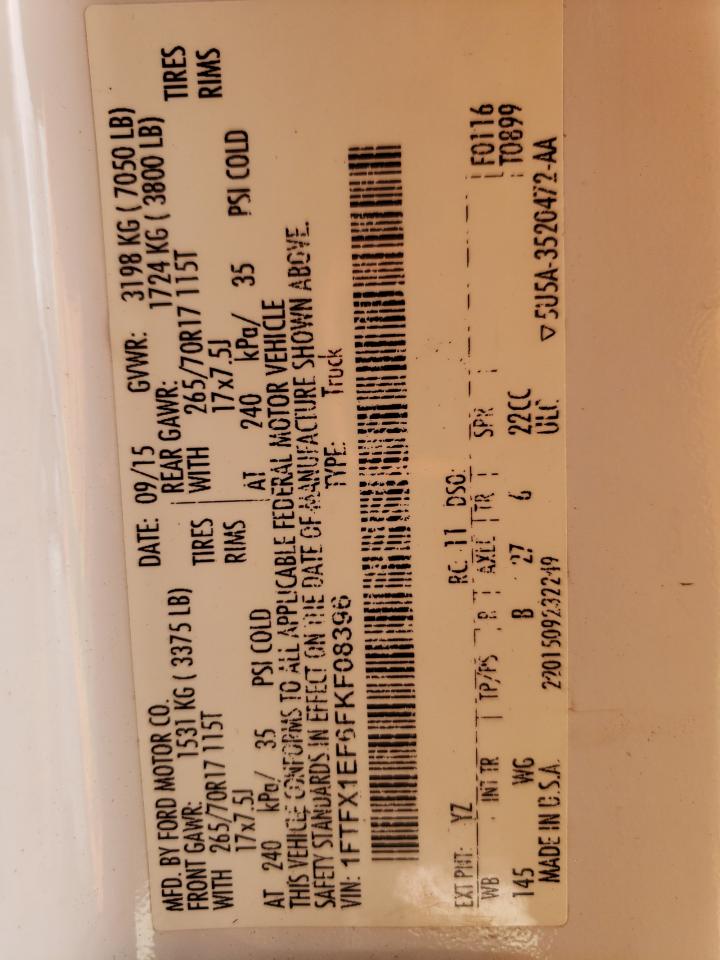 MFD. BY FORD MOTOR CO.
DATE: 09/15 GVWR: 3198 KG ( 7050 LB)
FRONT GAWR: 1531 KG ( 3375 LB)
REAR GAWR: 1724 KG ( 3800 LB)
WITH 265/70R17 115T TIRES
WITH 265/70R17 115T TIRES
17x7.5J RIMS
17x7.5J RIMS
AT 240 kPa/ 35 PSI COLD
AT 240 kPa/ 35 PSI COLD
THIS VEHICLE CONFORMS TO ALL APPLICABLE FEDERAL MOTOR VEHICLE
SAFETY STANDARDS IN EFFECT ON THE DATE OF MANUFACTURE SHOWN ABOVE.
VIN: 1FTFX1EF6FKF08396
TYPE: Truck
EXT PNT: YZ RC: 11 DSO: F0116
WB INT TR TP/PS R AXLE TR SPR T0899
145 WG B 27 6 22CC
MADE IN U.S.A. 2201509232249 ULC
▽ 5U5A-3520472-AA